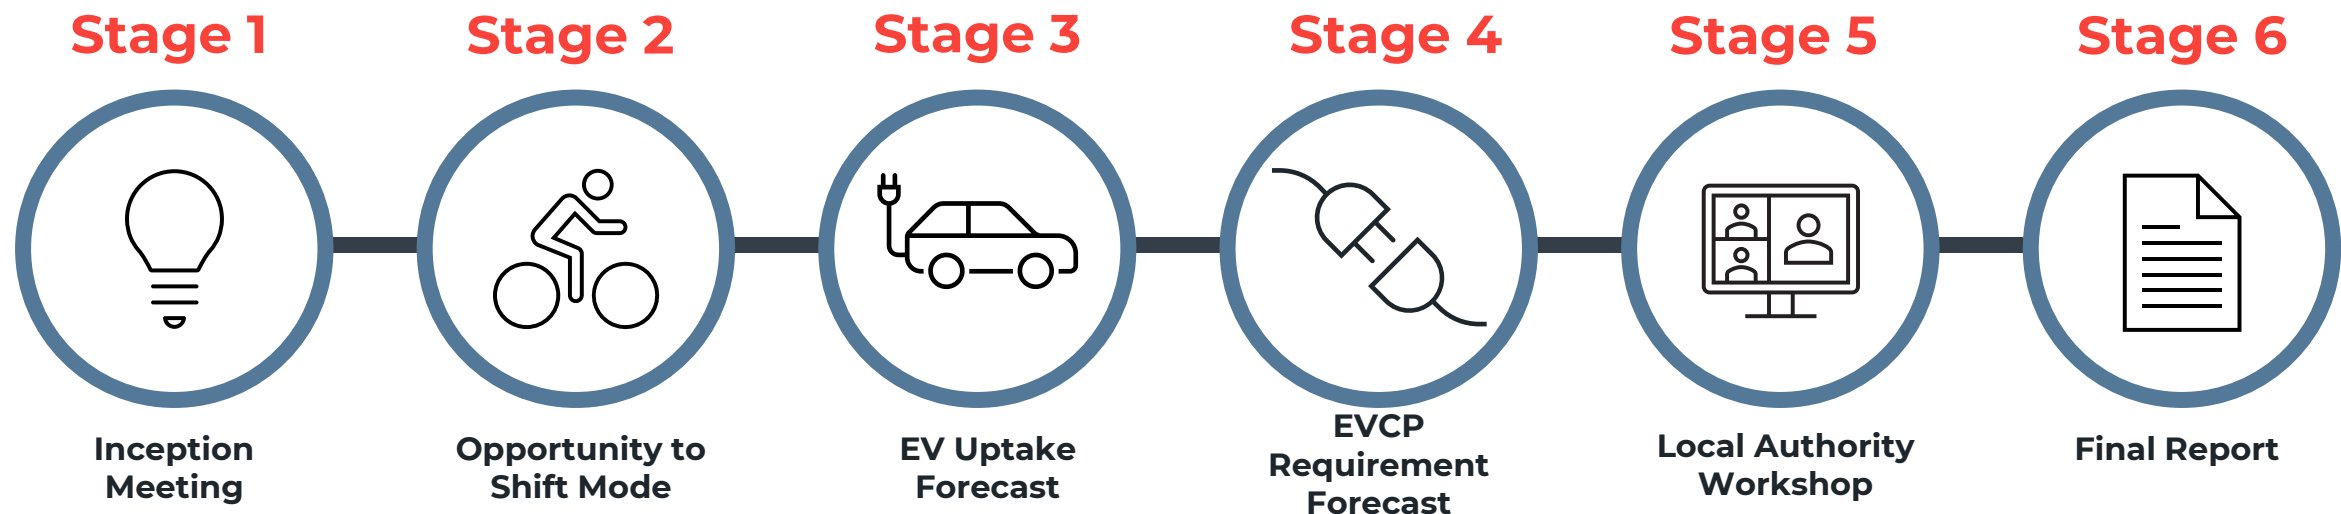 Stage 1
Stage 2
Stage 3
Stage 4
Stage 5
Stage 6
Inception
Meeting
Opportunity to
Shift Mode
EV Uptake
Forecast
EVCP
Requirement
Forecast
Local Authority
Workshop
Final Report